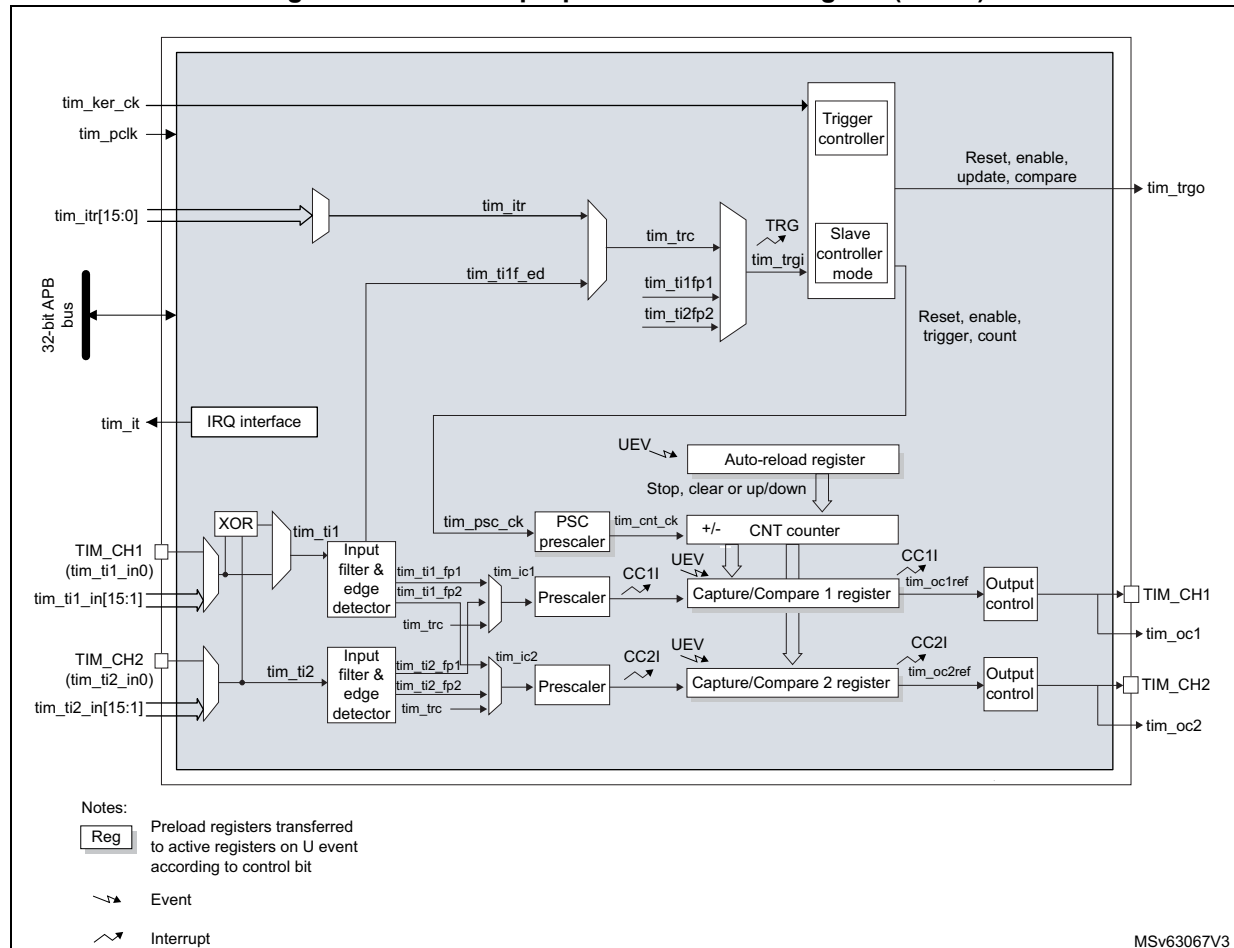 tim_ker_ck
tim_pclk
Trigger
controller
Reset, enable,
update, compare
tim_trgo
tim_itr[15:0]
tim_itr
TRG
Slave
controller
mode
tim_trc
tim_trgi
tim_ti1f_ed
tim_ti1fp1
tim_ti2fp2
32-bit APB
bus
Reset, enable,
trigger, count
tim_it
IRQ interface
UEV
Auto-reload register
Stop, clear or up/down
XOR
tim_ti1
tim_psc_ck
PSC
prescaler
tim_cnt_ck
+/-
CNT counter
TIM_CH1
(tim_ti1_in0)
tim_ti1_in[15:1]
Input
filter &
edge
detector
tim_ti1_fp1
tim_ti1_fp2
tim_trc
tim_ic1
Prescaler
CC1I
UEV
Capture/Compare 1 register
CC1I
tim_oc1ref
Output
control
TIM_CH1
tim_oc1
TIM_CH2
(tim_ti2_in0)
tim_ti2_in[15:1]
tim_ti2
Input
filter &
edge
detector
tim_ti2_fp1
tim_ti2_fp2
tim_trc
tim_ic2
Prescaler
CC2I
UEV
Capture/Compare 2 register
CC2I
tim_oc2ref
Output
control
TIM_CH2
tim_oc2
Notes:
Reg
Preload registers transferred
to active registers on U event
according to control bit
Event
Interrupt
MSv63067V3